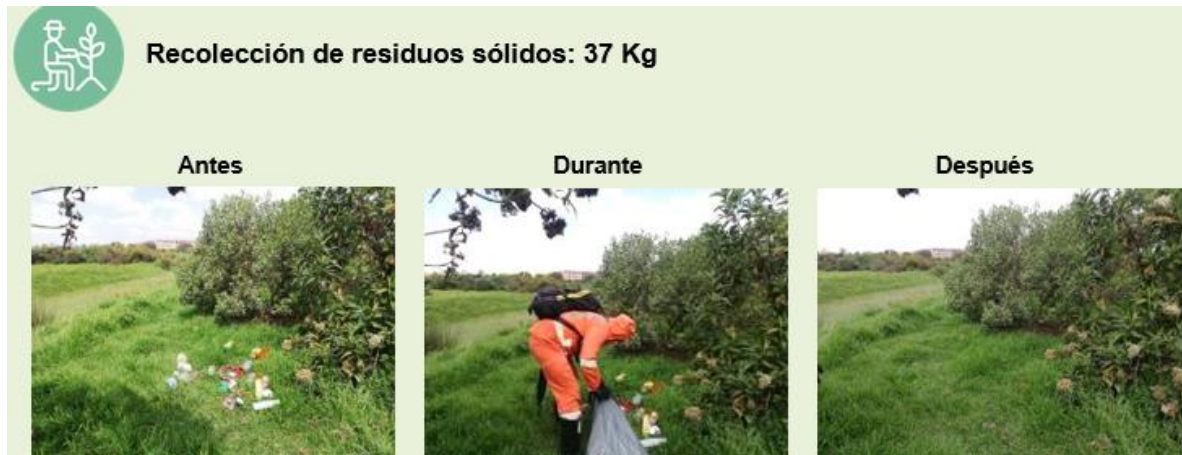 Recolección de residuos sólidos: 37 Kg
Antes
Durante
Después